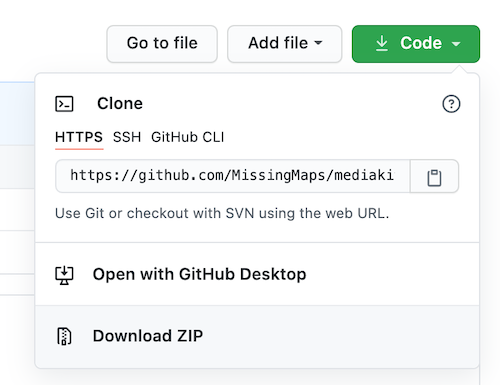 Go to file Add file Code
Clone
HTTPS SSH GitHub CLI
https://github.com/MissingMaps/mediaki
Use Git or checkout with SVN using the web URL.
Open with GitHub Desktop
Download ZIP